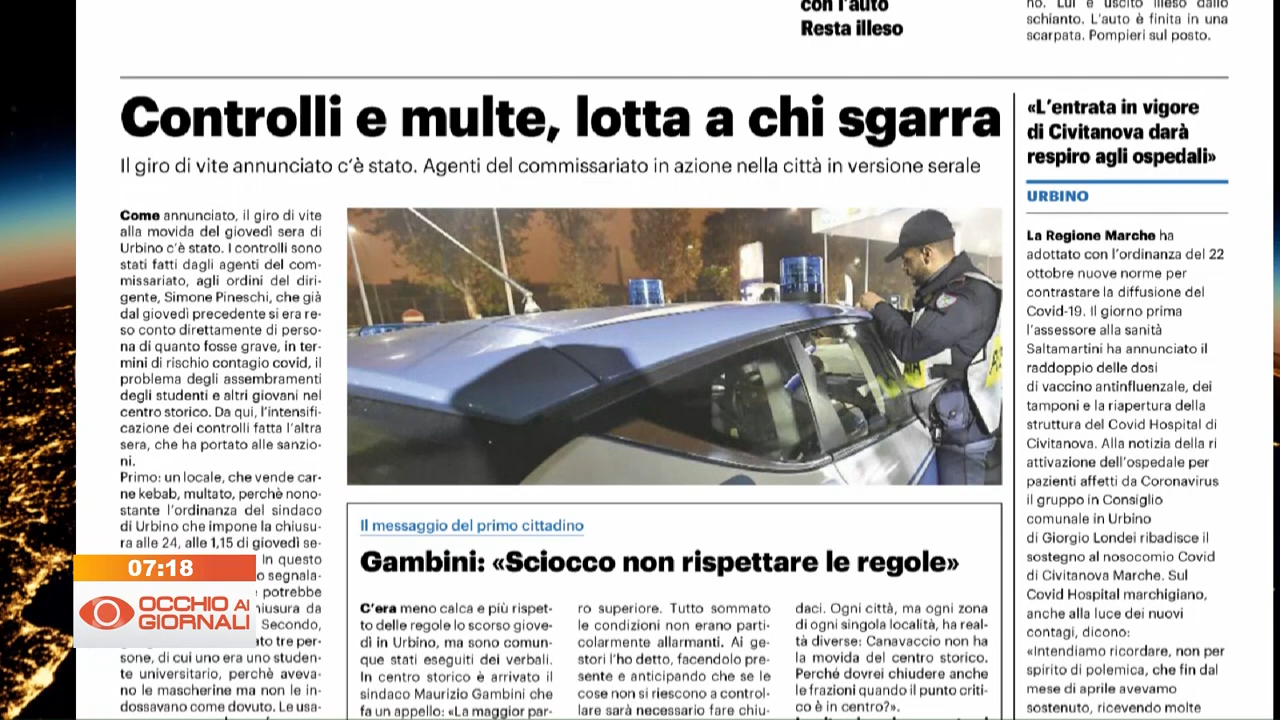 con l'auto
Resta illeso
no. Lui è uscito illeso dallo
schianto. L'auto è finita in una
scarpata. Pompieri sul posto.
Controlli e multe, lotta a chi sgarra
Il giro di vite annunciato c'è stato. Agenti del commissariato in azione nella città in versione serale
Come annunciato, il giro di vite
alla movida del giovedì sera di
Urbino c'è stato. I controlli sono
stati fatti dagli agenti del com-
missariato, agli ordini del diri-
gente, Simone Pineschi, che già
dal giovedì precedente si era re-
so conto direttamente di perso-
na di quanto fosse grave, in ter-
mini di rischio contagio covid, il
problema degli assembramenti
degli studenti e altri giovani nel
centro storico. Da qui, l'intensifi-
cazione dei controlli fatta l'altra
sera, che ha portato alle sanzio-
ni.
Primo: un locale, che vende car-
ne kebab, multato, perchè nono-
stante l'ordinanza del sindaco
di Urbino che impone la chiusu-
ra alle 24, alle 1,15 di giovedì se-
In questo
o segnala-
potrebbe
iusura da
Secondo,
ato tre per-
sone, di cui uno era uno studen-
te universitario, perchè aveva-
no le mascherine ma non le in-
dossavano come dovuto. Le usa-
Il messaggio del primo cittadino
Gambini: «Sciocco non rispettare le regole»
C'era meno calca e più rispet-
to delle regole lo scorso giove-
dì in Urbino, ma sono comun-
que stati eseguiti dei verbali.
In centro storico è arrivato il
sindaco Maurizio Gambini che
fa un appello: «La maggior par-
ro superiore. Tutto sommato
le condizioni non erano parti-
colarmente allarmanti. Ai ge-
stori l'ho detto, facendolo pre-
sente e anticipando che se le
cose non si riescono a control-
lare sarà necessario fare chiu-
daci. Ogni città, ma ogni zona
di ogni singola località, ha real-
tà diverse: Canavaccio non ha
la movida del centro storico.
Perché dovrei chiudere anche
le frazioni quando il punto criti-
co è in centro?».
«L'entrata in vigore
di Civitanova darà
respiro agli ospedali»
URBINO
La Regione Marche ha
adottato con l'ordinanza del 22
ottobre nuove norme per
contrastare la diffusione del
Covid-19. Il giorno prima
l'assessore alla sanità
Saltamartini ha annunciato il
raddoppio delle dosi
di vaccino antinfluenzale, dei
tamponi e la riapertura della
struttura del Covid Hospital di
Civitanova. Alla notizia della ri
attivazione dell'ospedale per
pazienti affetti da Coronavirus
il gruppo in Consiglio
comunale in Urbino
di Giorgio Londei ribadisce il
sostegno al nosocomio Covid
di Civitanova Marche. Sul
Covid Hospital marchigiano,
anche alla luce dei nuovi
contagi, dicono:
«Intendiamo ricordare, non per
spirito di polemica, che fin dal
mese di aprile avevamo
sostenuto, ricevendo molte
07:18
OCCHIO AI
GIORNALI